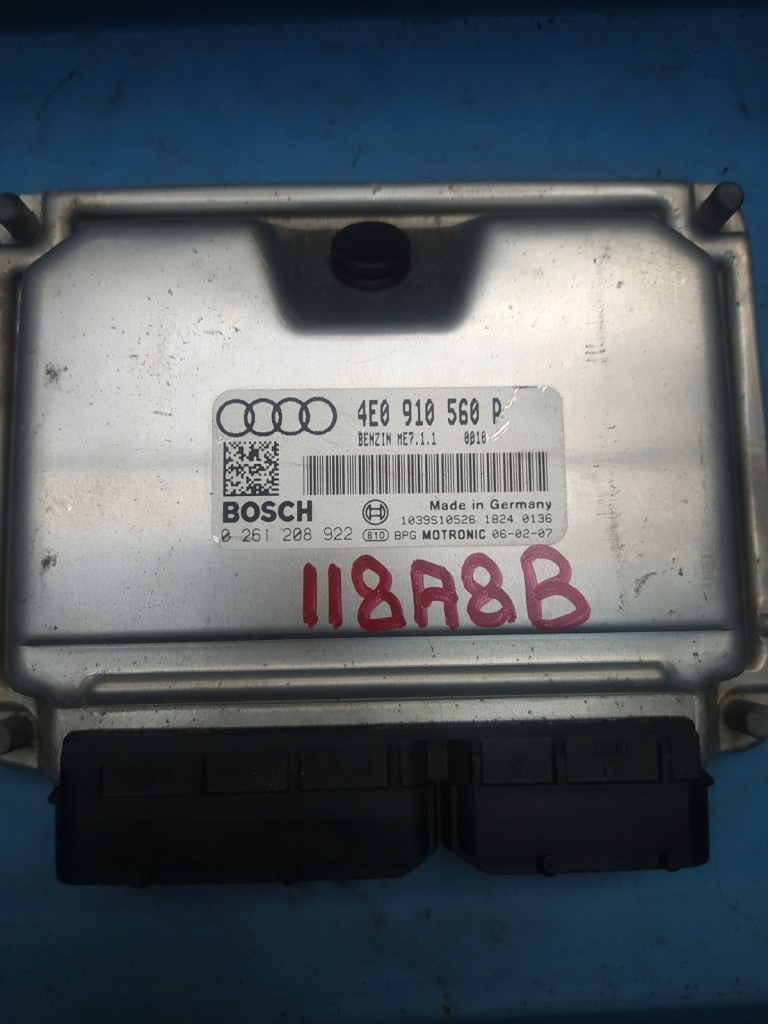 4E0 910 560 P
BENZIN ME7.1.1 0010
BOSCH
Made in Germany
1039S10526 1824 0136
0 261 208 922 810 BPG MOTRONIC 06-02-07
118A8B